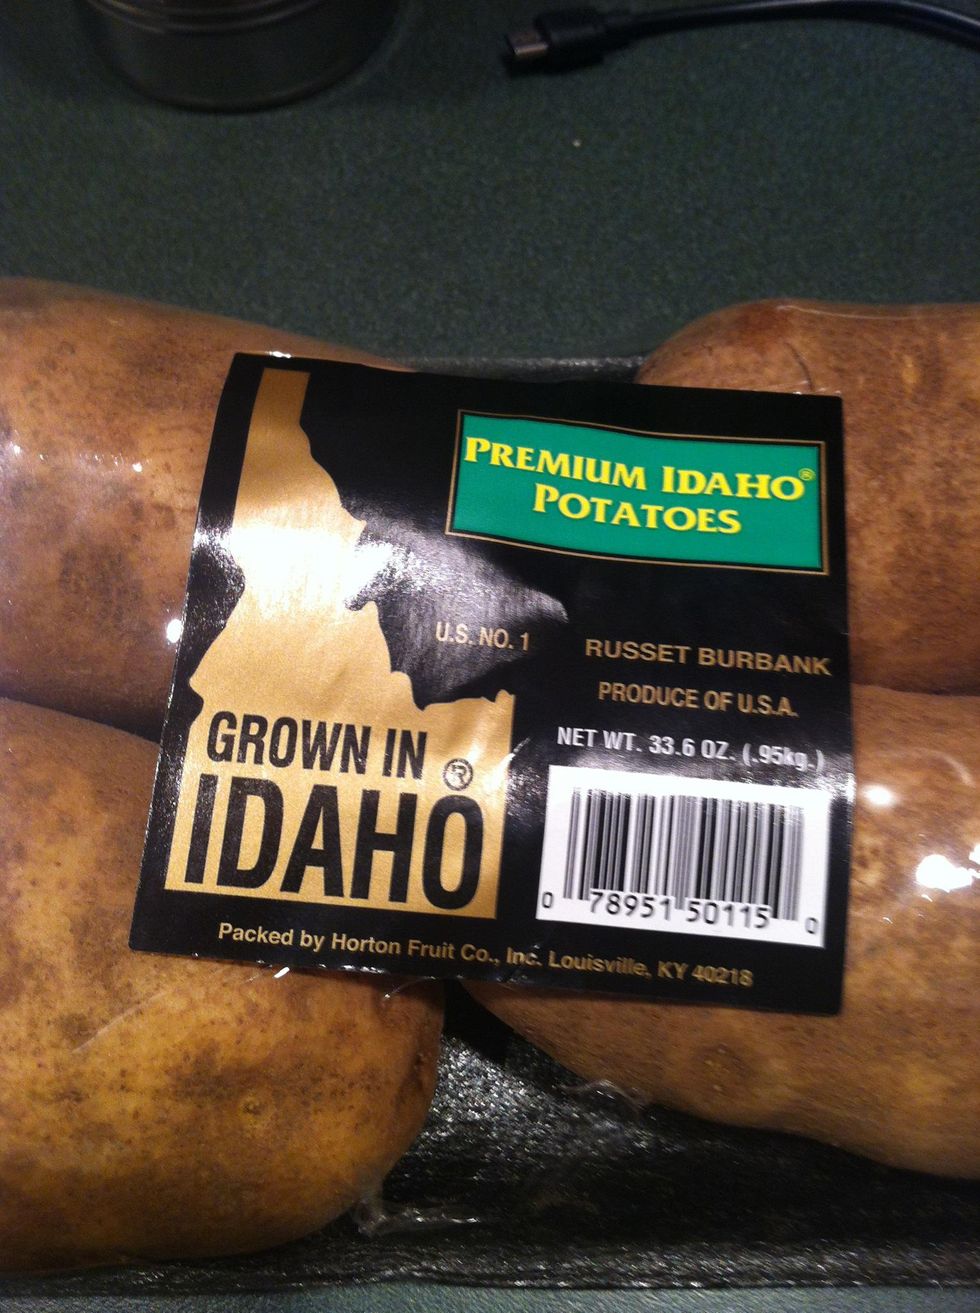 PREMIUM IDAHO®
POTATOES
U.S. NO. 1
RUSSET BURBANK
PRODUCE OF U.S.A.
NET WT. 33.6 OZ. (.95kg.)
GROWN IN
IDAHO®
0 78951 50115 0
Packed by Horton Fruit Co., Inc. Louisville, KY 40218